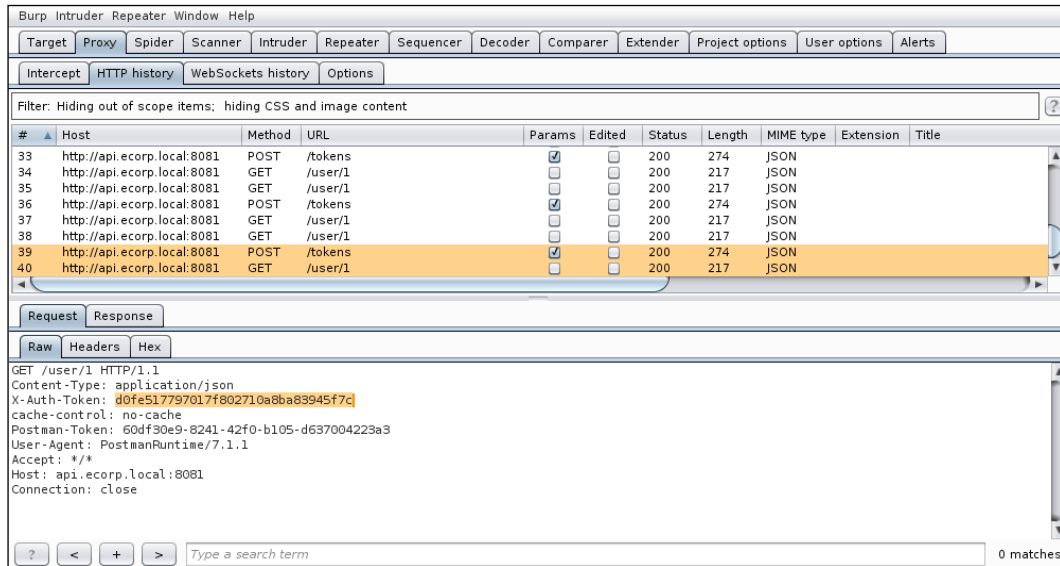 Burp Intruder Repeater Window Help
Target Proxy Spider Scanner Intruder Repeater Sequencer Decoder Comparer Extender Project options User options Alerts
Intercept HTTP history WebSockets history Options
Filter: Hiding out of scope items; hiding CSS and image content ?
# Host Method URL Params Edited Status Length MIME type Extension Title
33 http://api.ecorp.local:8081 POST /tokens 200 274 JSON
34 http://api.ecorp.local:8081 GET /user/1 200 217 JSON
35 http://api.ecorp.local:8081 GET /user/1 200 217 JSON
36 http://api.ecorp.local:8081 POST /tokens 200 274 JSON
37 http://api.ecorp.local:8081 GET /user/1 200 217 JSON
38 http://api.ecorp.local:8081 GET /user/1 200 217 JSON
39 http://api.ecorp.local:8081 POST /tokens 200 274 JSON
40 http://api.ecorp.local:8081 GET /user/1 200 217 JSON
Request Response
Raw Headers Hex
GET /user/1 HTTP/1.1
Content-Type: application/json
X-Auth-Token: d0fe517797017f802710a8ba83945f7c
cache-control: no-cache
Postman-Token: 60df30e9-8241-42f0-b105-d637004223a3
User-Agent: PostmanRuntime/7.1.1
Accept: */*
Host: api.ecorp.local:8081
Connection: close
? < + > Type a search term 0 matches